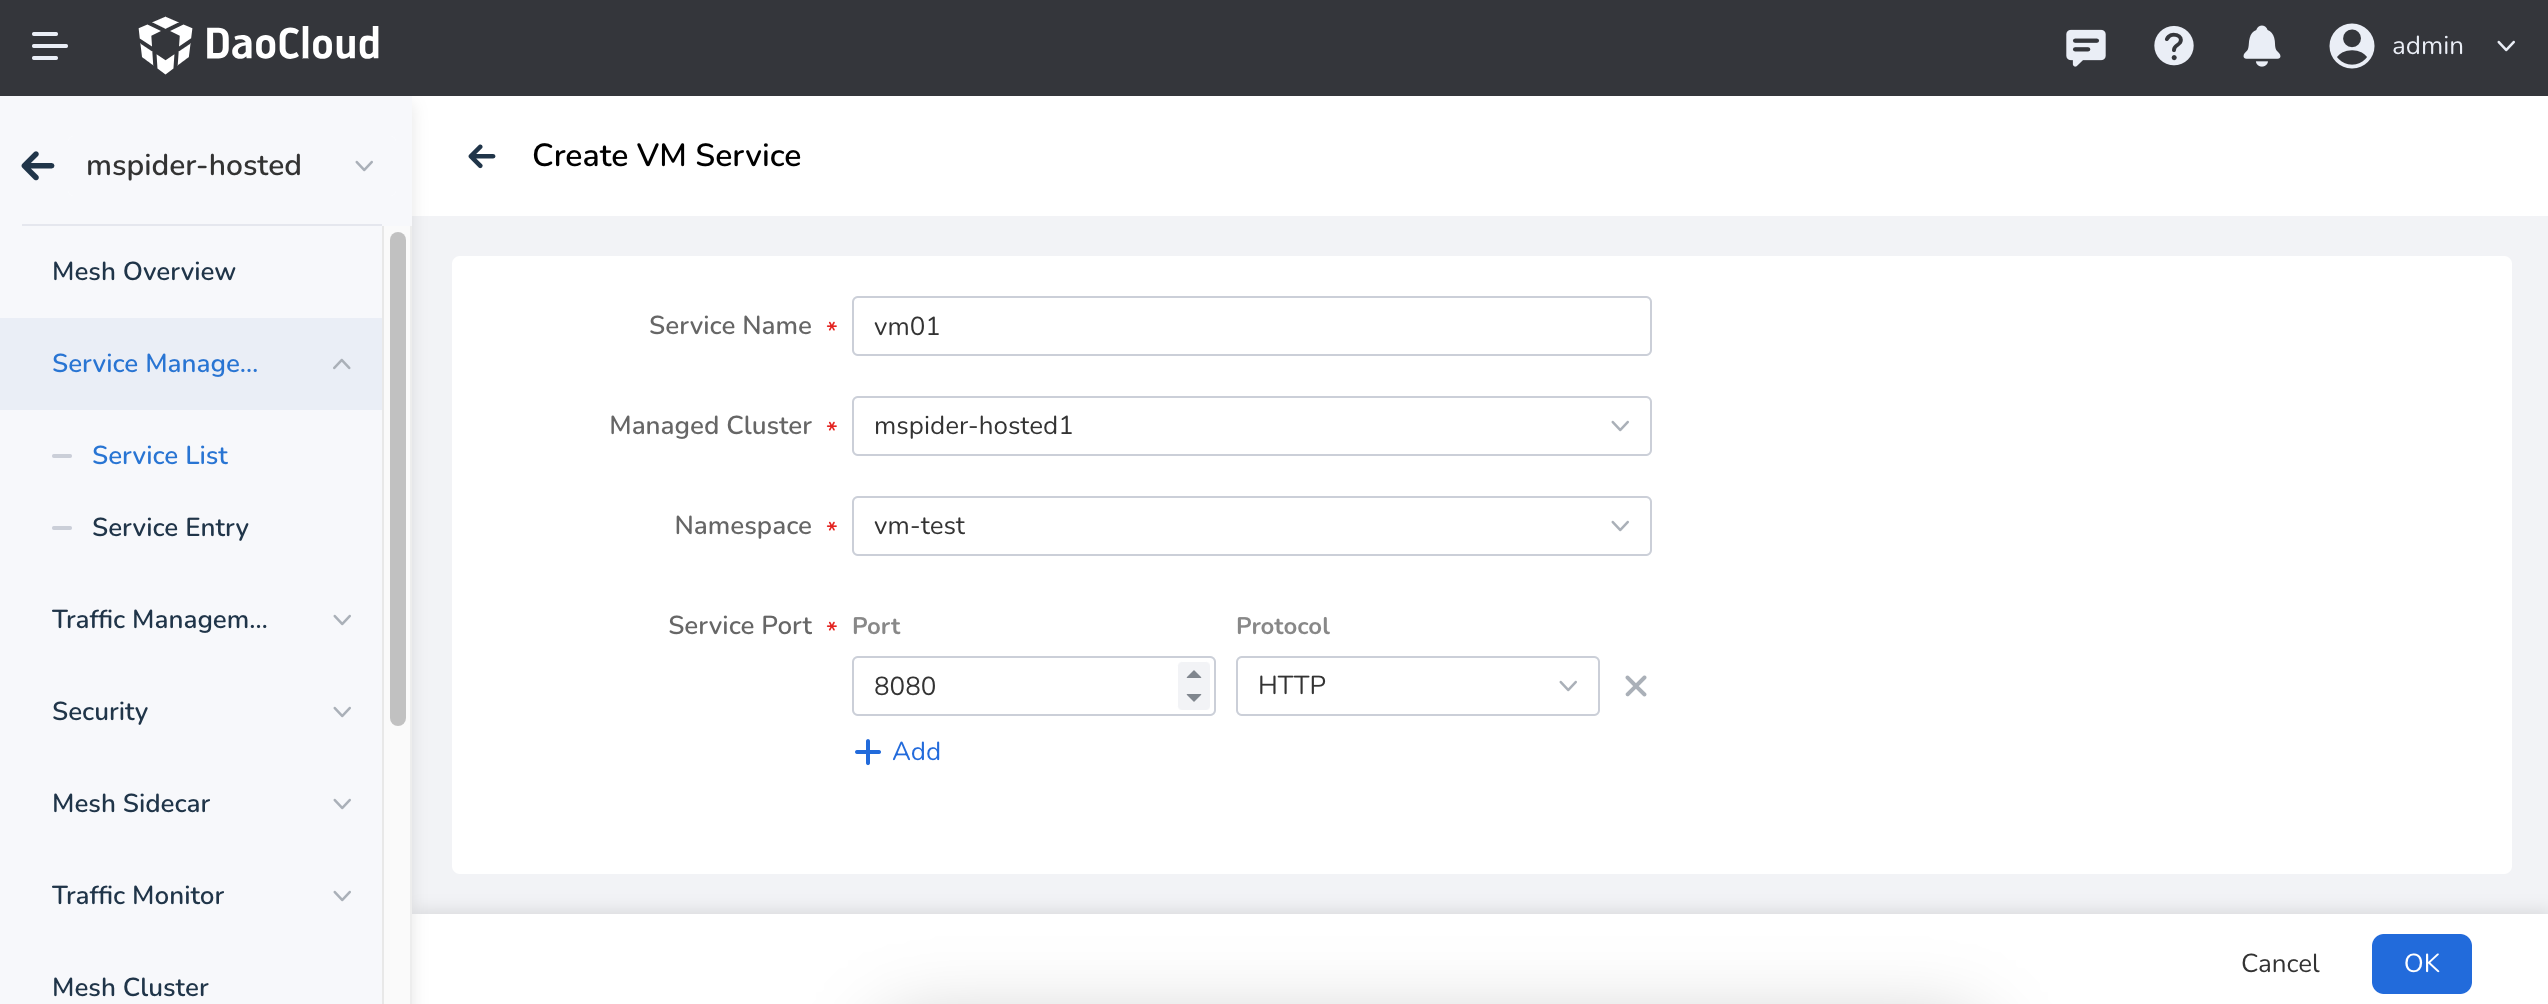 DaoCloud
admin
mspider-hosted
Mesh Overview
Service Manage...
Service List
Service Entry
Traffic Managem...
Security
Mesh Sidecar
Traffic Monitor
Mesh Cluster
Create VM Service
Service Name * vm01
Managed Cluster * mspider-hosted1
Namespace * vm-test
Service Port * Port Protocol
8080 HTTP
+ Add
Cancel OK